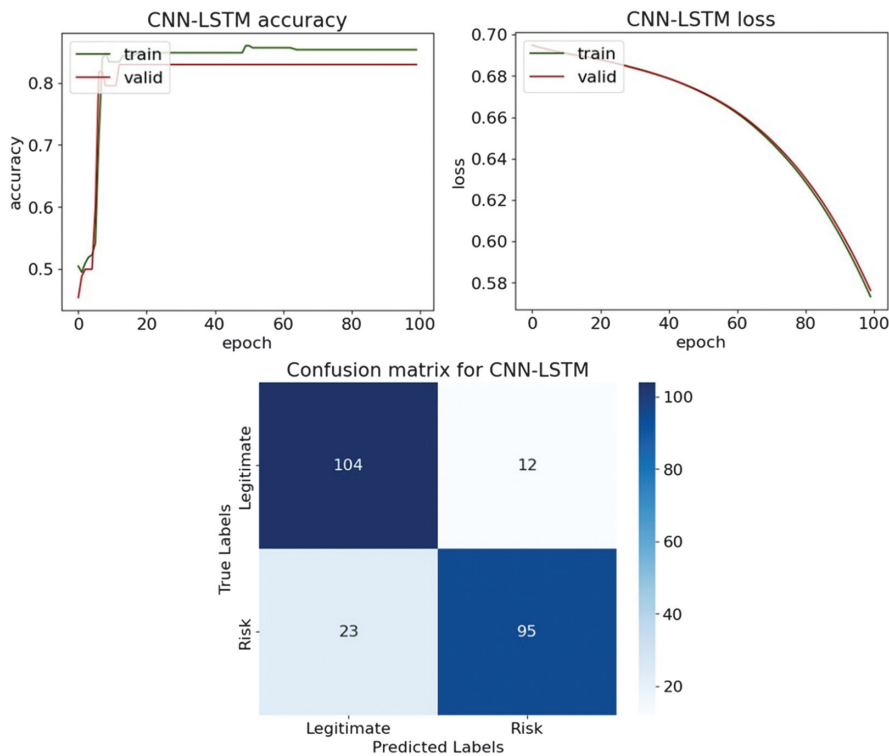 CNN-LSTM accuracy
train
valid
0.8
0.7
0.6
0.5
accuracy
0
20
40
60
80
100
epoch
CNN-LSTM loss
train
valid
0.70
0.68
0.66
0.64
0.62
0.60
0.58
loss
0
20
40
60
80
100
epoch
Confusion matrix for CNN-LSTM
Legitimate
104
12
Risk
23
95
True Labels
Legitimate
Risk
Predicted Labels
100
80
60
40
20